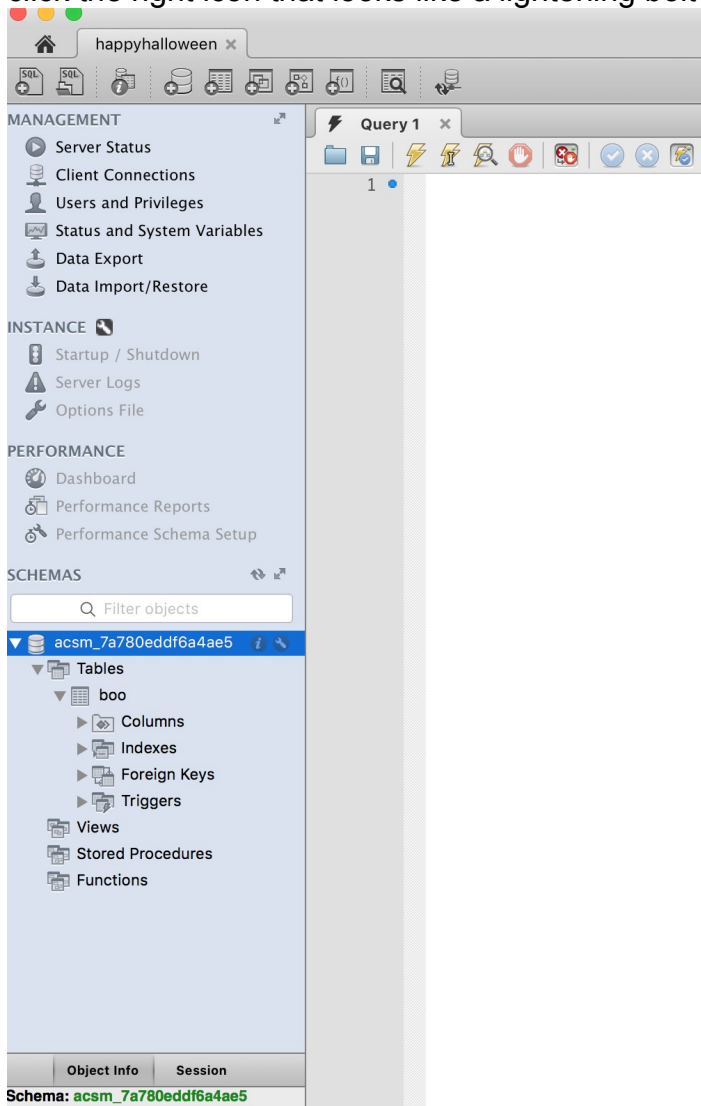 click the right icon that looks like a lightening bolt
happyhalloween
SQL SQL
MANAGEMENT
Server Status
Client Connections
Users and Privileges
Status and System Variables
Data Export
Data Import/Restore
INSTANCE
Startup / Shutdown
Server Logs
Options File
PERFORMANCE
Dashboard
Performance Reports
Performance Schema Setup
SCHEMAS
Filter objects
acsm_7a780eddf6a4ae5
Tables
boo
Columns
Indexes
Foreign Keys
Triggers
Views
Stored Procedures
Functions
Object Info Session
Schema: acsm_7a780eddf6a4ae5
Query 1
1